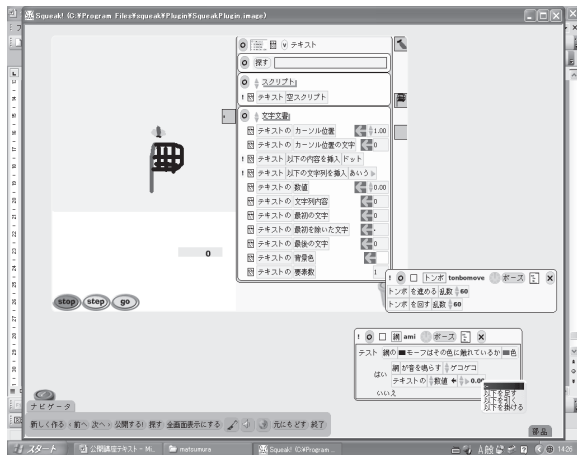 Squeak! (C:¥Program Files¥squeak¥Plugin¥SqueakPlugin.image)
テキスト
探す
スクリプト
! テキスト 空スクリプト
文字文書
テキストの カーソル位置 1.00
テキストの カーソル位置の文字 0
! テキスト 以下の内容を挿入 ドット
! テキスト 以下の文字列を挿入 あいう
テキストの 数値 0.00
テキストの 文字列内容 0
テキストの 最初の文字 0
テキストの 最初を除いた文字
テキストの 最後の文字 0
テキストの 背景色
テキストの 要素数 1
0
stop step go
! トンボ tonbomove ポーズ
トンボ を進める 乱数 60
トンボ を回す 乱数 60
! 網 ami ポーズ
テスト 網の モーフはその色に触れているか 色
はい 網 が音を鳴らす ゲコゲコ
テキストの 数値 0.00
いいえ
以下を足す
以下を引く
以下を掛ける
ナビゲータ
新しく作る <前へ 次へ> 公開する! 探す 全画面表示にする 元にもどす 終了
部品
スタート 公開講座テキスト - Mi... matsumura Squeak! (C:¥Program ... 14:26